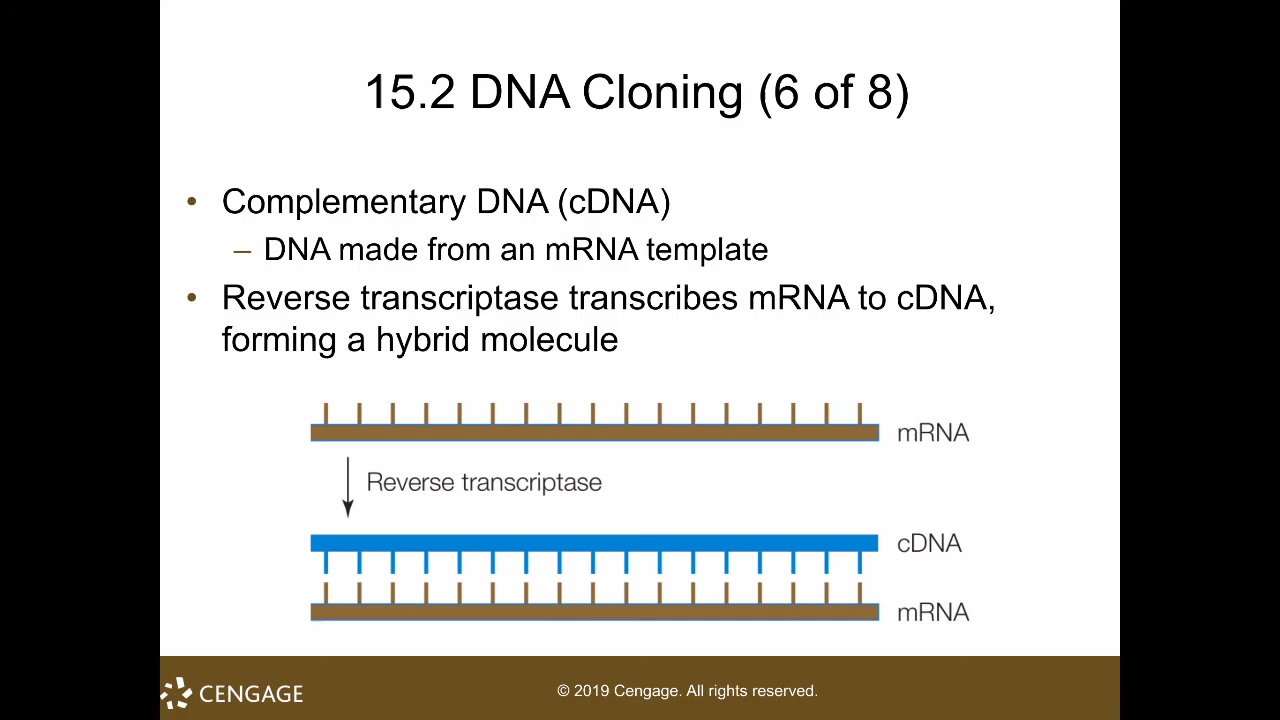 15.2 DNA Cloning (6 of 8)
• Complementary DNA (cDNA)
– DNA made from an mRNA template
• Reverse transcriptase transcribes mRNA to cDNA,
forming a hybrid molecule
mRNA
Reverse transcriptase
cDNA
mRNA
CENGAGE
© 2019 Cengage. All rights reserved.